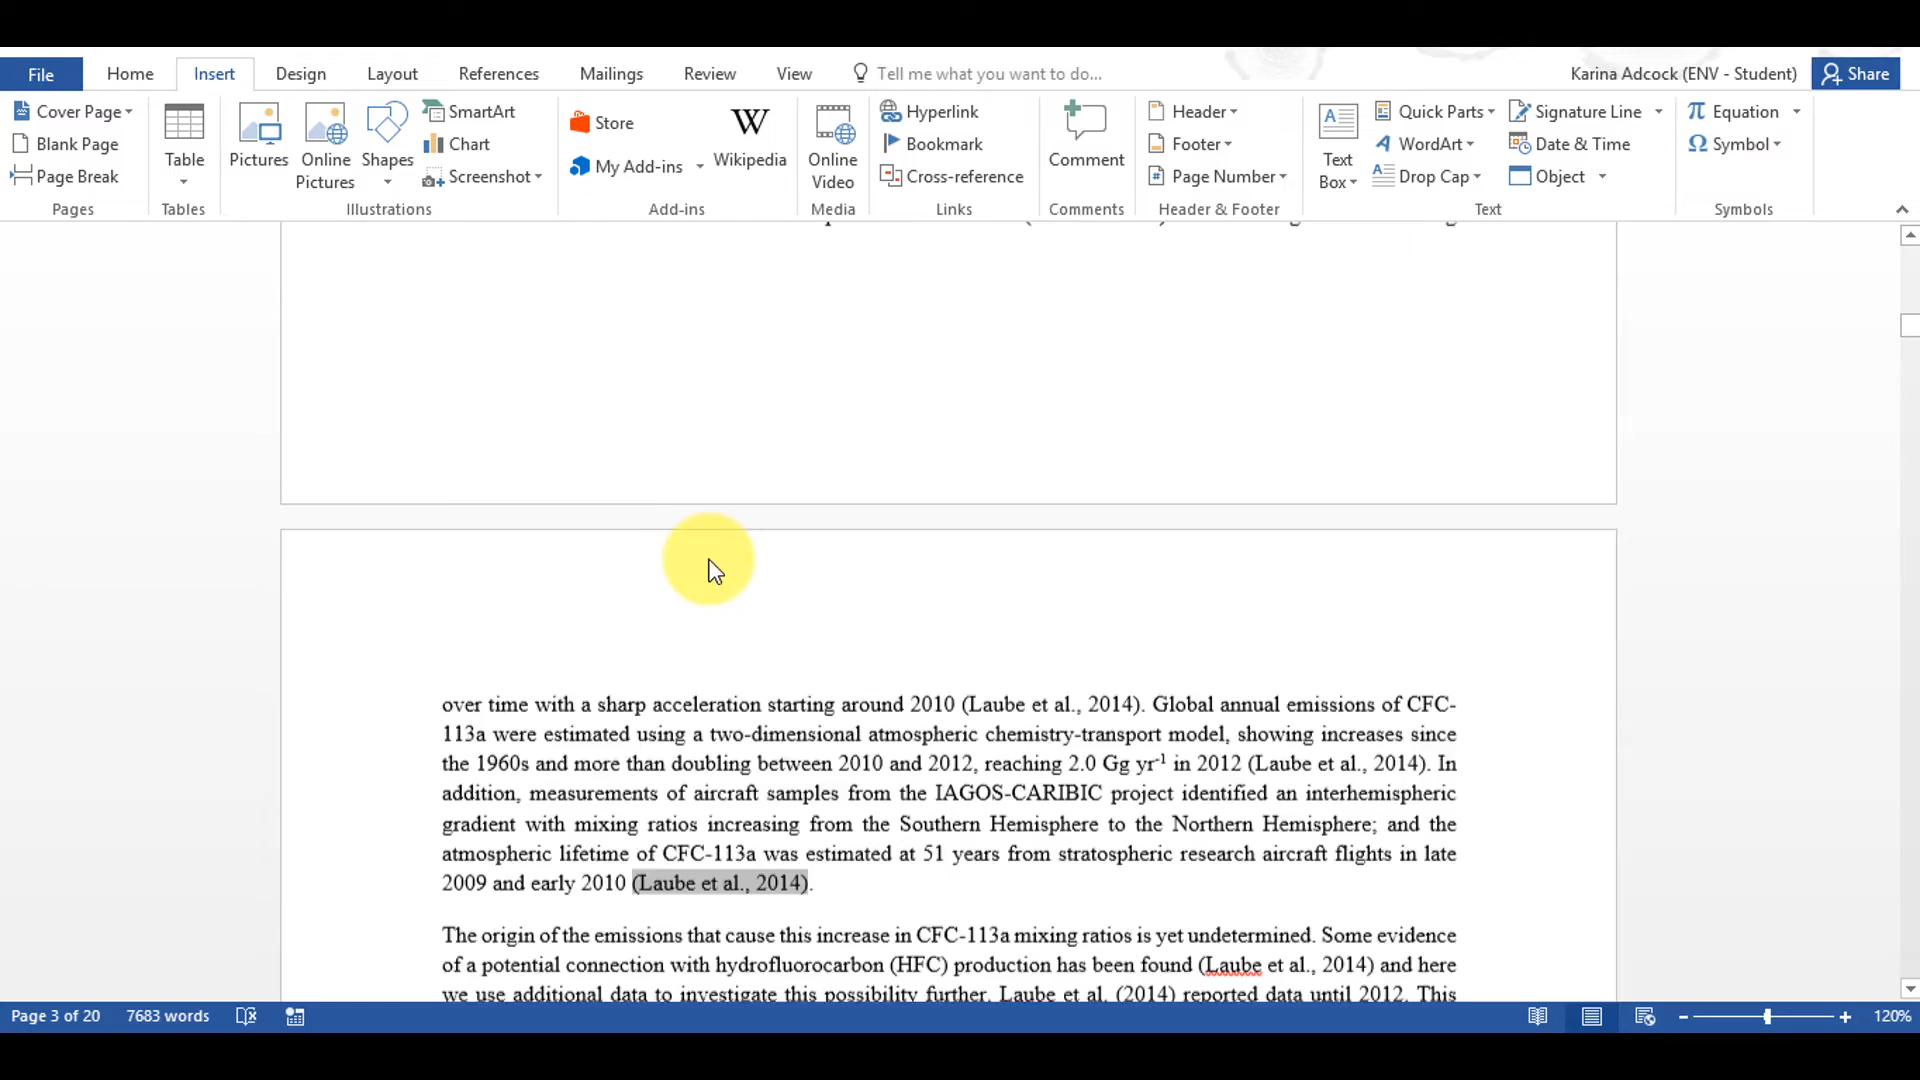 File Home Insert Design Layout References Mailings Review View Tell me what you want to do... Karina Adcock (ENV - Student) Share
Cover Page
Blank Page
Page Break
Pages
Table
Tables
Pictures
Online
Pictures
Shapes
SmartArt
Chart
Screenshot
Illustrations
Store
My Add-ins
W
Wikipedia
Add-ins
Online
Video
Media
Hyperlink
Bookmark
Cross-reference
Links
Comment
Comments
Header
Footer
Page Number
Header & Footer
Text
Box
Quick Parts
WordArt
Drop Cap
Signature Line
Date & Time
Object
Text
π Equation
Ω Symbol
Symbols
over time with a sharp acceleration starting around 2010 (Laube et al., 2014). Global annual emissions of CFC-
113a were estimated using a two-dimensional atmospheric chemistry-transport model, showing increases since
the 1960s and more than doubling between 2010 and 2012, reaching 2.0 Gg yr⁻¹ in 2012 (Laube et al., 2014). In
addition, measurements of aircraft samples from the IAGOS-CARIBIC project identified an interhemispheric
gradient with mixing ratios increasing from the Southern Hemisphere to the Northern Hemisphere; and the
atmospheric lifetime of CFC-113a was estimated at 51 years from stratospheric research aircraft flights in late
2009 and early 2010 (Laube et al., 2014).
The origin of the emissions that cause this increase in CFC-113a mixing ratios is yet undetermined. Some evidence
of a potential connection with hydrofluorocarbon (HFC) production has been found (Laube et al., 2014) and here
we use additional data to investigate this possibility further. Laube et al. (2014) reported data until 2012. This
Page 3 of 20 7683 words 120%